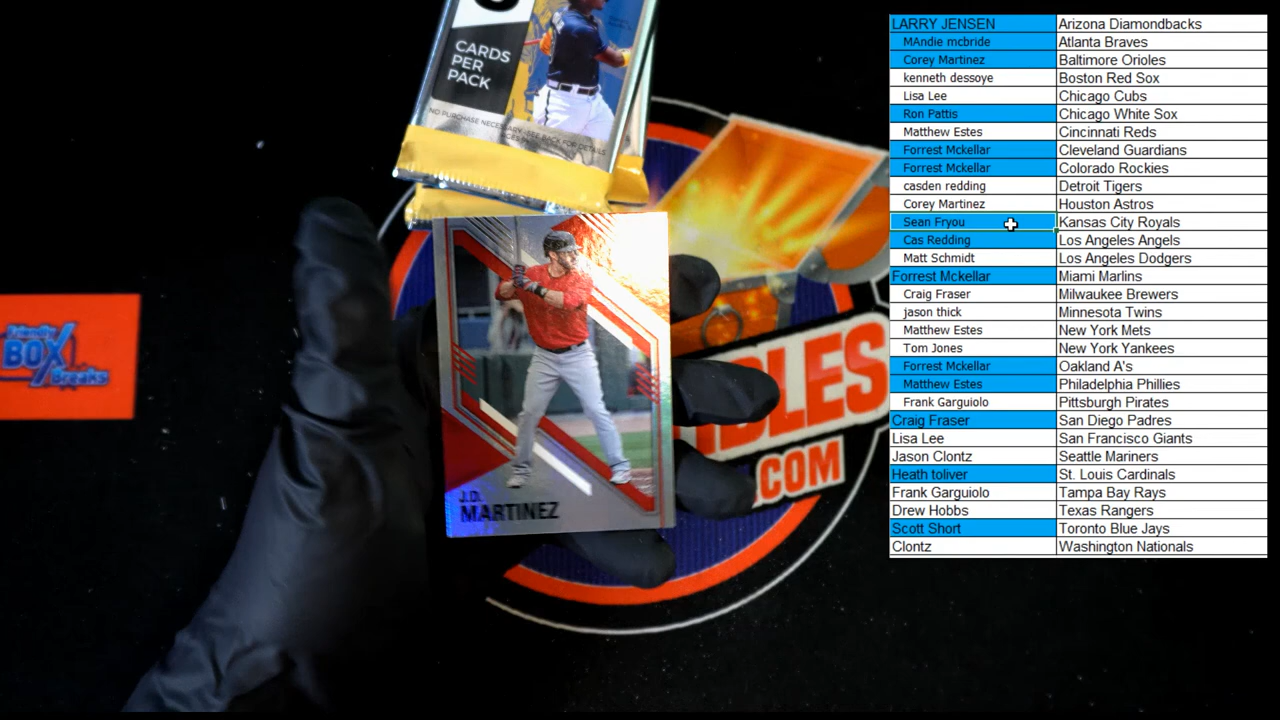 CARDS
PER
PACK
NO PURCHASE NECESSARY
Friendly
BOX
Breaks
J.D.
MARTINEZ
.COM
LARRY JENSEN Arizona Diamondbacks
MAndie mcbride Atlanta Braves
Corey Martinez Baltimore Orioles
kenneth dessoye Boston Red Sox
Lisa Lee Chicago Cubs
Ron Pattis Chicago White Sox
Matthew Estes Cincinnati Reds
Forrest Mckellar Cleveland Guardians
Forrest Mckellar Colorado Rockies
casden redding Detroit Tigers
Corey Martinez Houston Astros
Sean Fryou Kansas City Royals
Cas Redding Los Angeles Angels
Matt Schmidt Los Angeles Dodgers
Forrest Mckellar Miami Marlins
Craig Fraser Milwaukee Brewers
jason thick Minnesota Twins
Matthew Estes New York Mets
Tom Jones New York Yankees
Forrest Mckellar Oakland A's
Matthew Estes Philadelphia Phillies
Frank Garguiolo Pittsburgh Pirates
Craig Fraser San Diego Padres
Lisa Lee San Francisco Giants
Jason Clontz Seattle Mariners
Heath toliver St. Louis Cardinals
Frank Garguiolo Tampa Bay Rays
Drew Hobbs Texas Rangers
Scott Short Toronto Blue Jays
Clontz Washington Nationals